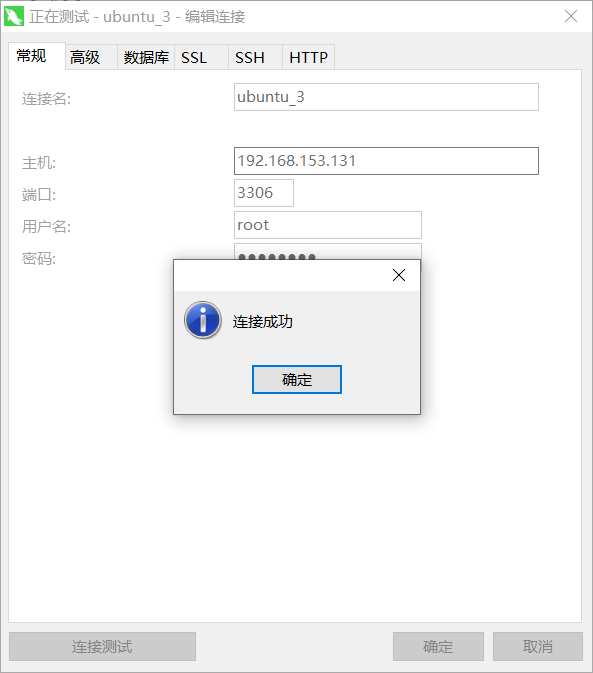 正在测试 - ubuntu_3 - 编辑连接
常规 高级 数据库 SSL SSH HTTP
连接名: ubuntu_3
主机: 192.168.153.131
端口: 3306
用户名: root
密码: ●●●●●●●●
连接成功
确定
连接测试 确定 取消